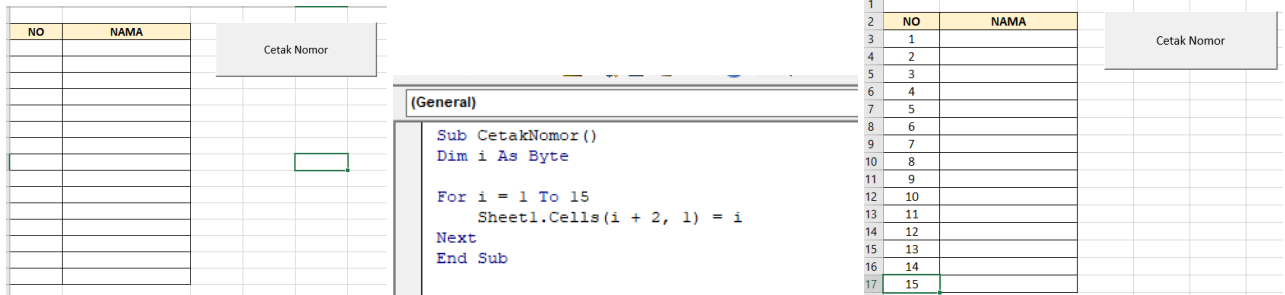 NO NAMA
Cetak Nomor
(General)
Sub CetakNomor()
Dim i As Byte
For i = 1 To 15
Sheet1.Cells(i + 2, 1) = i
Next
End Sub
1
2 NO NAMA
Cetak Nomor
3 1
4 2
5 3
6 4
7 5
8 6
9 7
10 8
11 9
12 10
13 11
14 12
15 13
16 14
17 15